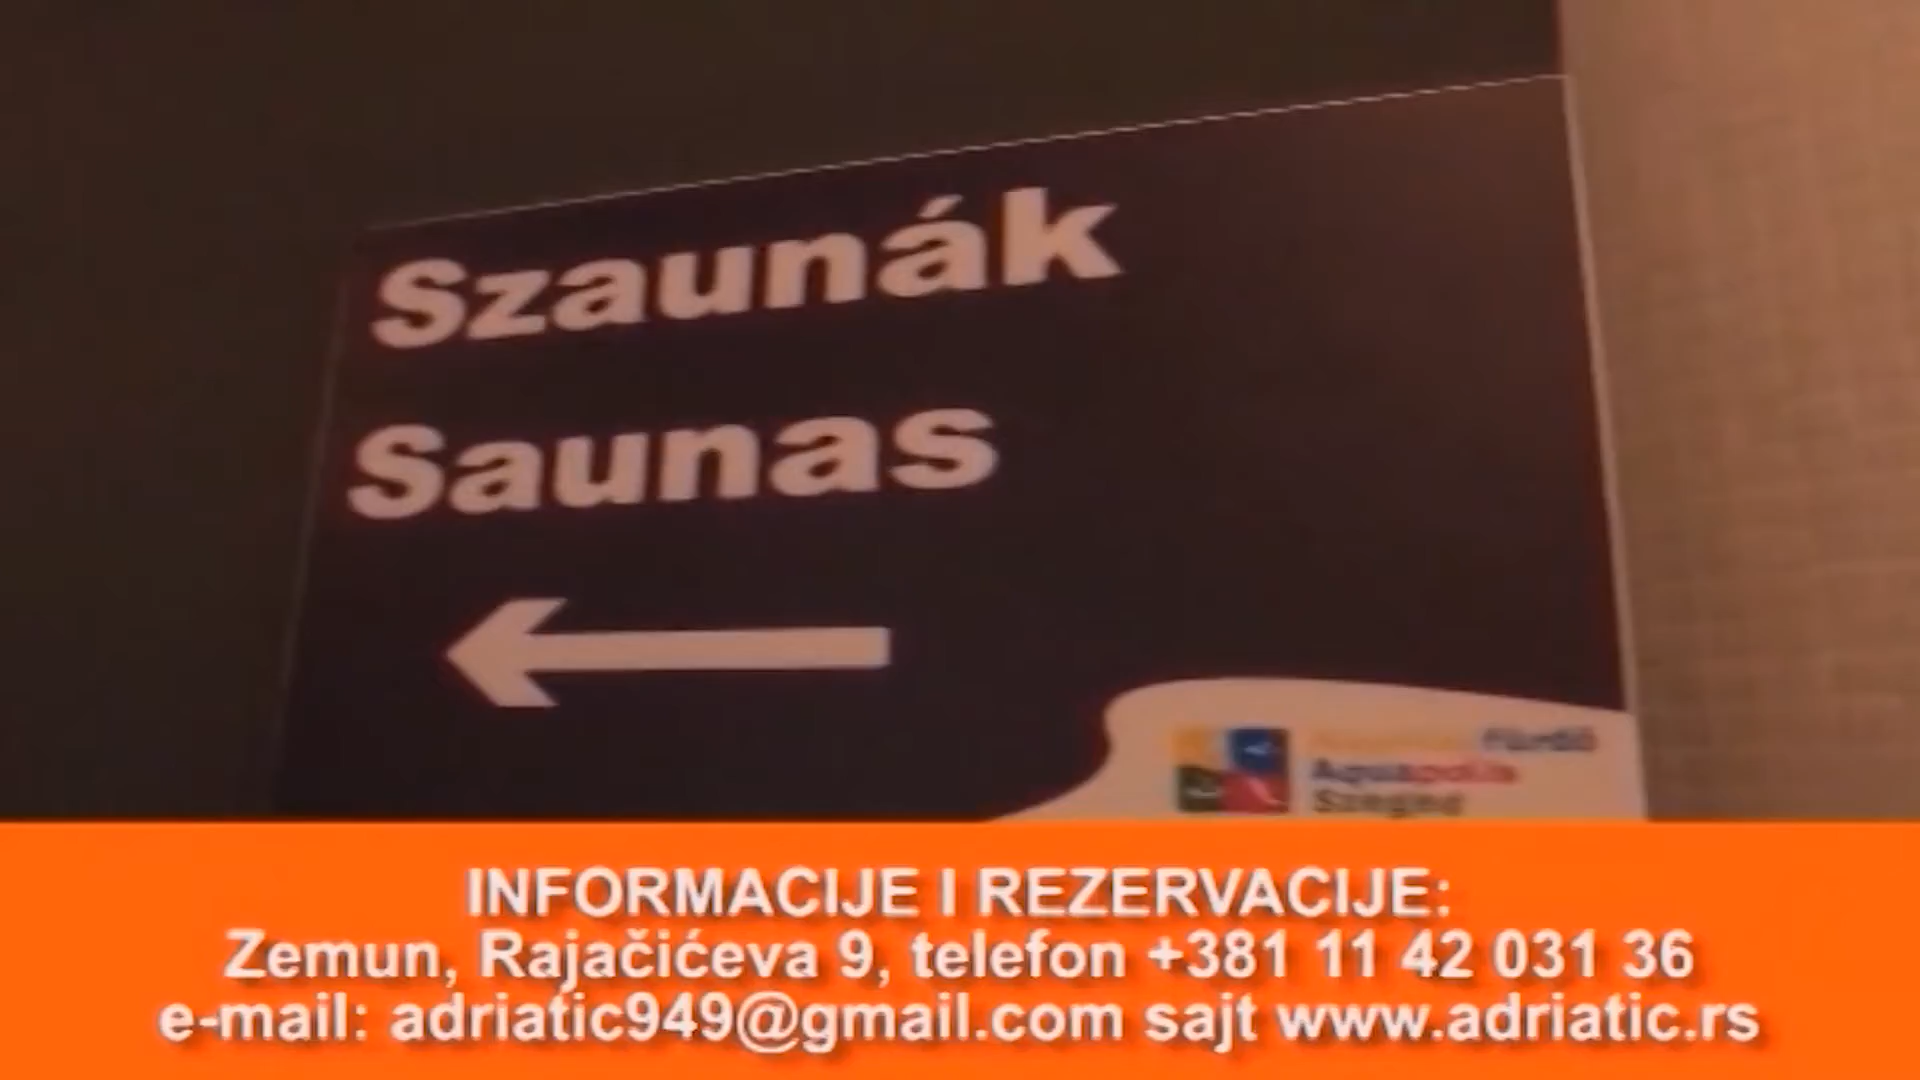 Szaunák
Saunas
Fürdő
Aquapolis
Szeged
INFORMACIJE I REZERVACIJE:
Zemun, Rajačićeva 9, telefon +381 11 42 031 36
e-mail: adriatic949@gmail.com sajt www.adriatic.rs